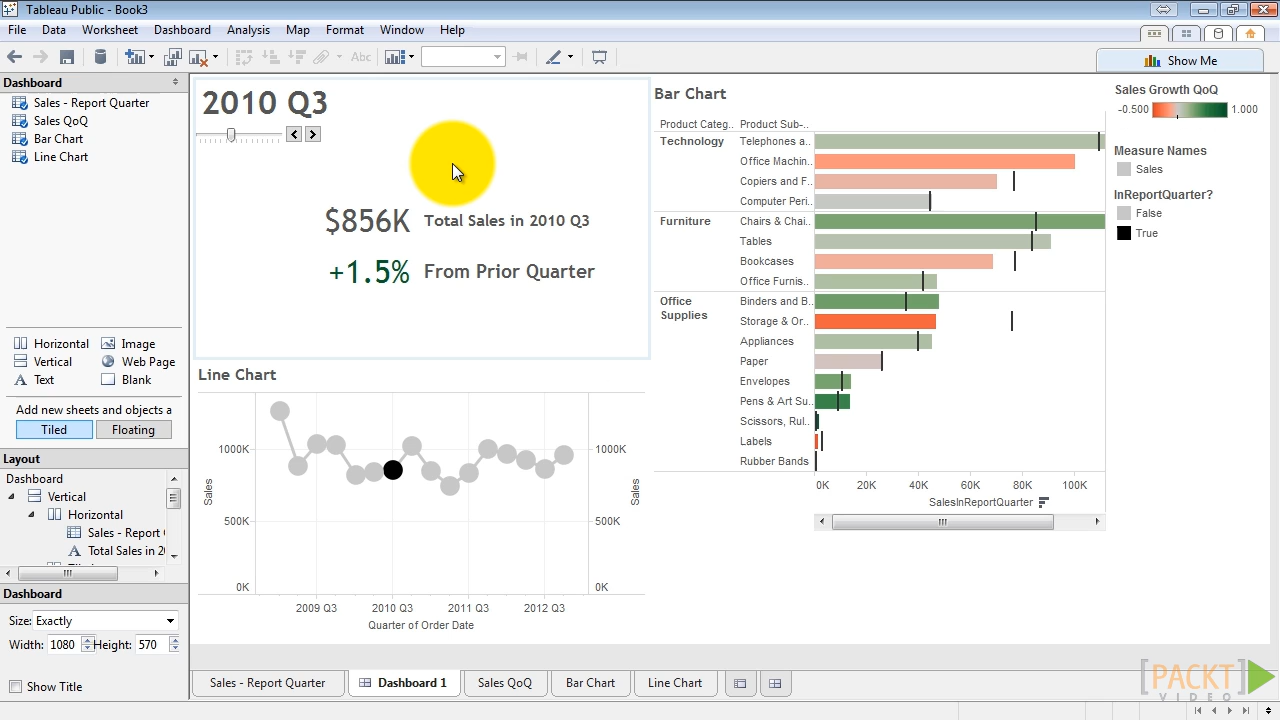 Tableau Public - Book3
File Data Worksheet Dashboard Analysis Map Format Window Help
Abc
Show Me
Dashboard
Sales - Report Quarter
Sales QoQ
Bar Chart
Line Chart
Horizontal Image
Vertical Web Page
Text Blank
Add new sheets and objects a
Tiled Floating
Layout
Dashboard
Vertical
Horizontal
Sales - Report
Total Sales in 2
Dashboard
Size: Exactly
Width: 1080 Height: 570
Show Title
2010 Q3
$856K Total Sales in 2010 Q3
+1.5% From Prior Quarter
Line Chart
1000K 1000K
Sales Sales
500K 500K
0K 0K
2009 Q3 2010 Q3 2011 Q3 2012 Q3
Quarter of Order Date
Bar Chart
Product Categ.. Product Sub-..
Technology Telephones a..
Office Machin..
Copiers and F..
Computer Peri..
Furniture Chairs & Chai..
Tables
Bookcases
Office Furnis..
Office Supplies Binders and B..
Storage & Or..
Appliances
Paper
Envelopes
Pens & Art Su..
Scissors, Rul..
Labels
Rubber Bands
0K 20K 40K 60K 80K 100K
SalesInReportQuarter
Sales Growth QoQ
-0.500 1.000
Measure Names
Sales
InReportQuarter?
False
True
Sales - Report Quarter Dashboard 1 Sales QoQ Bar Chart Line Chart
[PACKT]
VIDEO